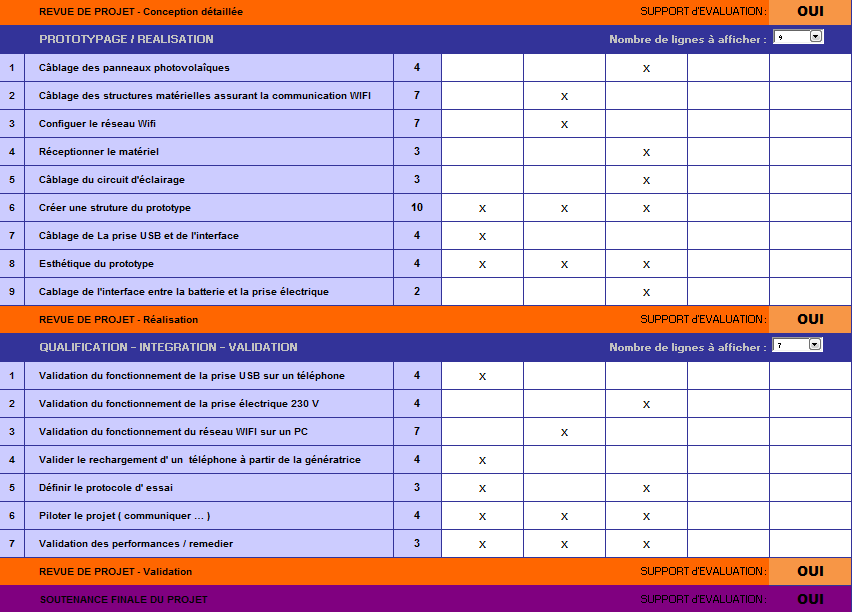 REVUE DE PROJET - Conception détaillée SUPPORT d'EVALUATION : OUI
PROTOTYPAGE / REALISATION Nombre de lignes à afficher : 9
1 Câblage des panneaux photovolaîques 4 x
2 Câblage des structures matérielles assurant la communication WIFI 7 x
3 Configuer le réseau Wifi 7 x
4 Réceptionner le matériel 3 x
5 Câblage du circuit d'éclairage 3 x
6 Créer une struture du prototype 10 x x x
7 Câblage de La prise USB et de l'interface 4 x
8 Esthétique du prototype 4 x x x
9 Cablage de l'interface entre la batterie et la prise électrique 2 x
REVUE DE PROJET - Réalisation SUPPORT d'EVALUATION : OUI
QUALIFICATION - INTEGRATION - VALIDATION Nombre de lignes à afficher : 7
1 Validation du fonctionnement de la prise USB sur un téléphone 4 x
2 Validation du fonctionnement de la prise électrique 230 V 4 x
3 Validation du fonctionnement du réseau WIFI sur un PC 7 x
4 Valider le rechargement d' un téléphone à partir de la génératrice 4 x
5 Définir le protocole d' essai 3 x x
6 Piloter le projet ( communiquer ... ) 4 x x x
7 Validation des performances / remedier 3 x x x
REVUE DE PROJET - Validation SUPPORT d'EVALUATION : OUI
SOUTENANCE FINALE DU PROJET SUPPORT d'EVALUATION : OUI